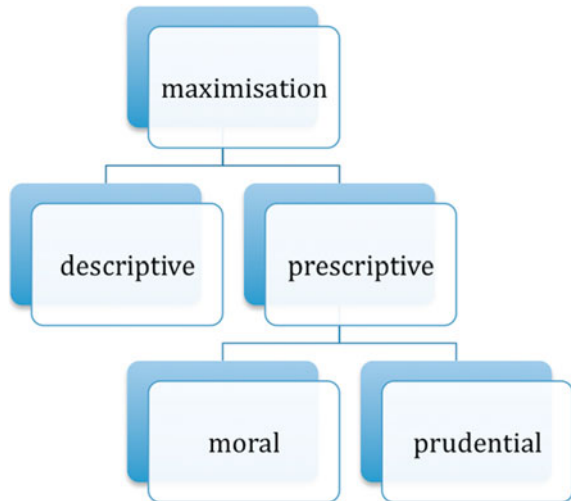 maximisation
descriptive
prescriptive
moral
prudential